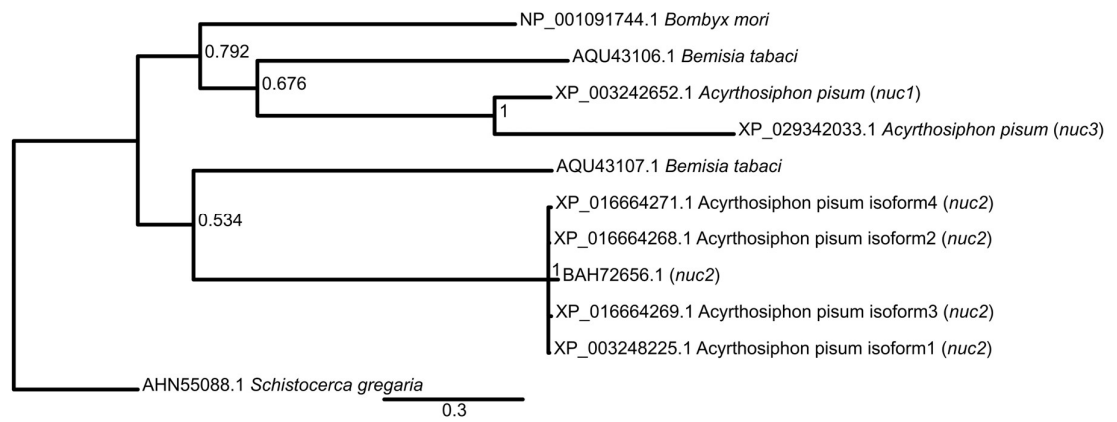 NP_001091744.1 Bombyx mori
0.792
AQU43106.1 Bemisia tabaci
0.676
XP_003242652.1 Acyrthosiphon pisum (nuc1)
1
XP_029342033.1 Acyrthosiphon pisum (nuc3)
AQU43107.1 Bemisia tabaci
XP_016664271.1 Acyrthosiphon pisum isoform4 (nuc2)
0.534
XP_016664268.1 Acyrthosiphon pisum isoform2 (nuc2)
1
BAH72656.1 (nuc2)
XP_016664269.1 Acyrthosiphon pisum isoform3 (nuc2)
XP_003248225.1 Acyrthosiphon pisum isoform1 (nuc2)
AHN55088.1 Schistocerca gregaria
0.3